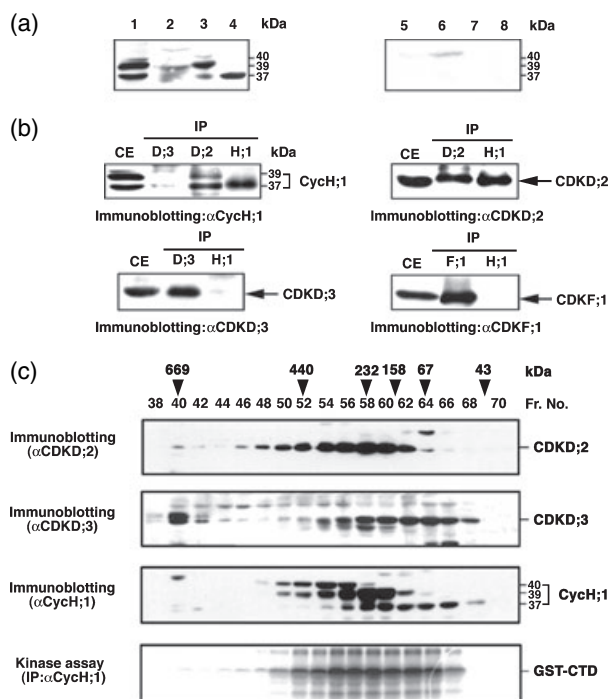 (a)
1 2 3 4 kDa
40
39
37
5 6 7 8 kDa
40
39
37
(b)
IP
CE D;3 D;2 H;1 kDa
39
37
CycH;1
Immunoblotting:αCycH;1
IP
CE D;2 H;1
CDKD;2
Immunoblotting:αCDKD;2
IP
CE D;3 H;1
CDKD;3
Immunoblotting:αCDKD;3
IP
CE F;1 H;1
CDKF;1
Immunoblotting:αCDKF;1
(c)
669 440 232 158 67 43 kDa
38 40 42 44 46 48 50 52 54 56 58 60 62 64 66 68 70 Fr. No.
Immunoblotting
(αCDKD;2)
CDKD;2
Immunoblotting
(αCDKD;3)
CDKD;3
Immunoblotting
(αCycH;1)
40
39
37
CycH;1
Kinase assay
(IP:αCycH;1)
GST-CTD